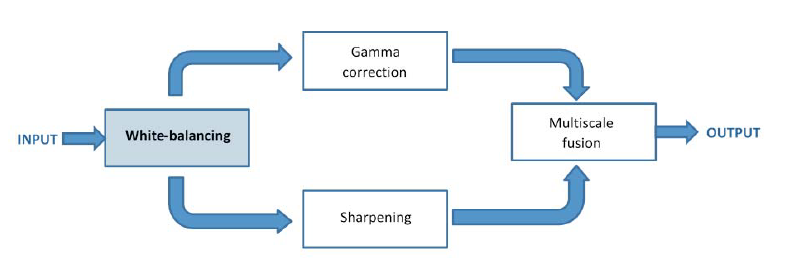 Gamma
correction
INPUT
White-balancing
Multiscale
fusion
OUTPUT
Sharpening